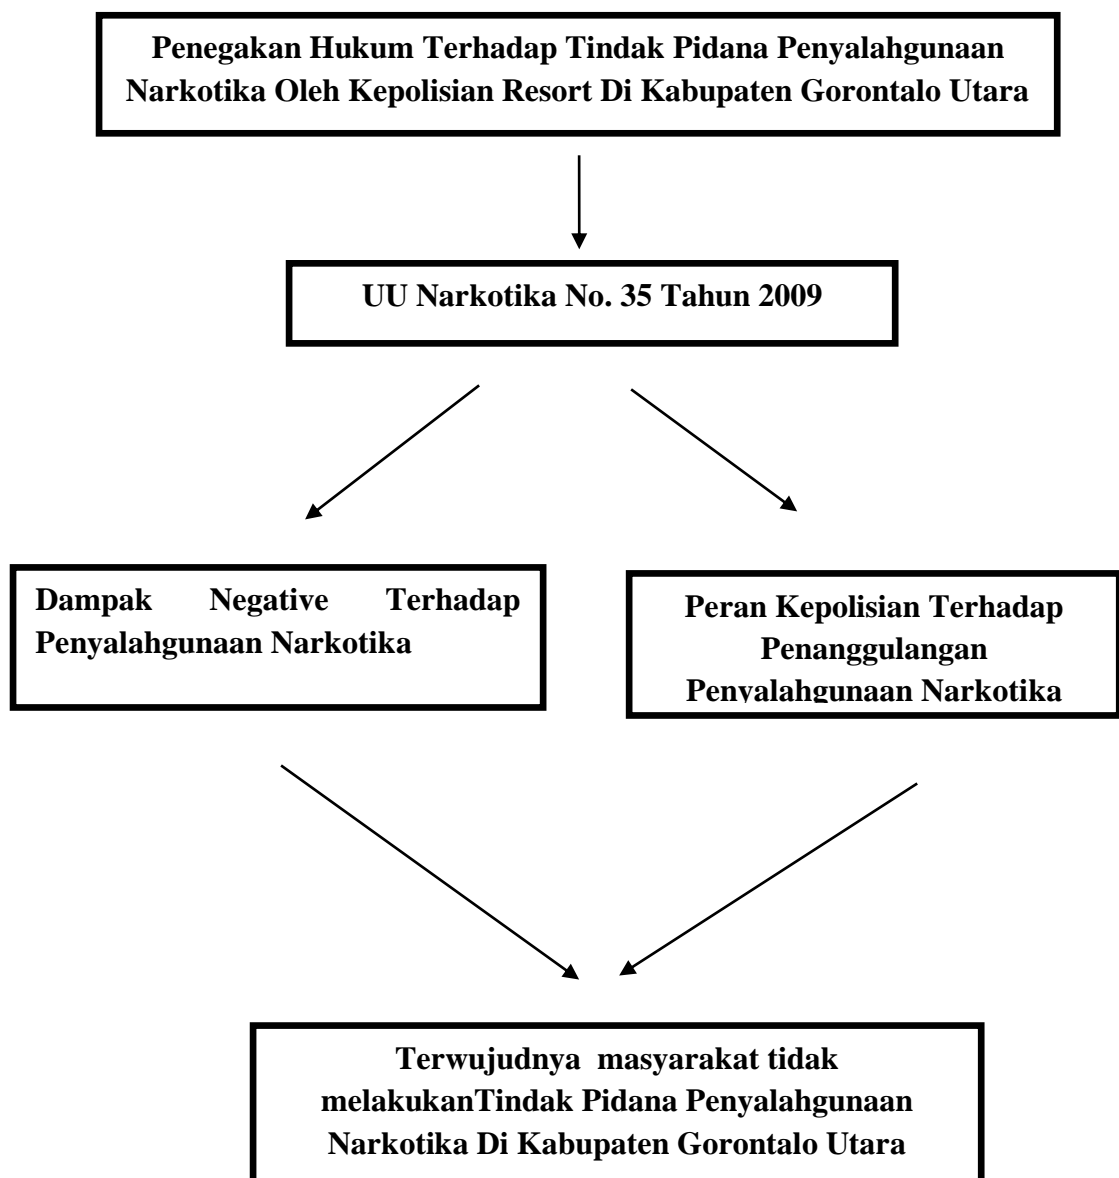 Penegakan Hukum Terhadap Tindak Pidana Penyalahgunaan
Narkotika Oleh Kepolisian Resort Di Kabupaten Gorontalo Utara
UU Narkotika No. 35 Tahun 2009
Dampak Negative Terhadap
Penyalahgunaan Narkotika
Peran Kepolisian Terhadap
Penanggulangan
Penyalahgunaan Narkotika
Terwujudnya masyarakat tidak
melakukanTindak Pidana Penyalahgunaan
Narkotika Di Kabupaten Gorontalo Utara